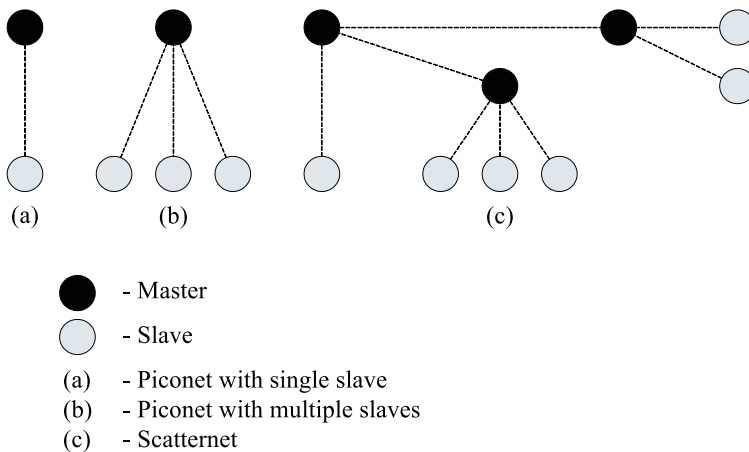 (a)
(b)
(c)
- Master
- Slave
(a) - Piconet with single slave
(b) - Piconet with multiple slaves
(c) - Scatternet